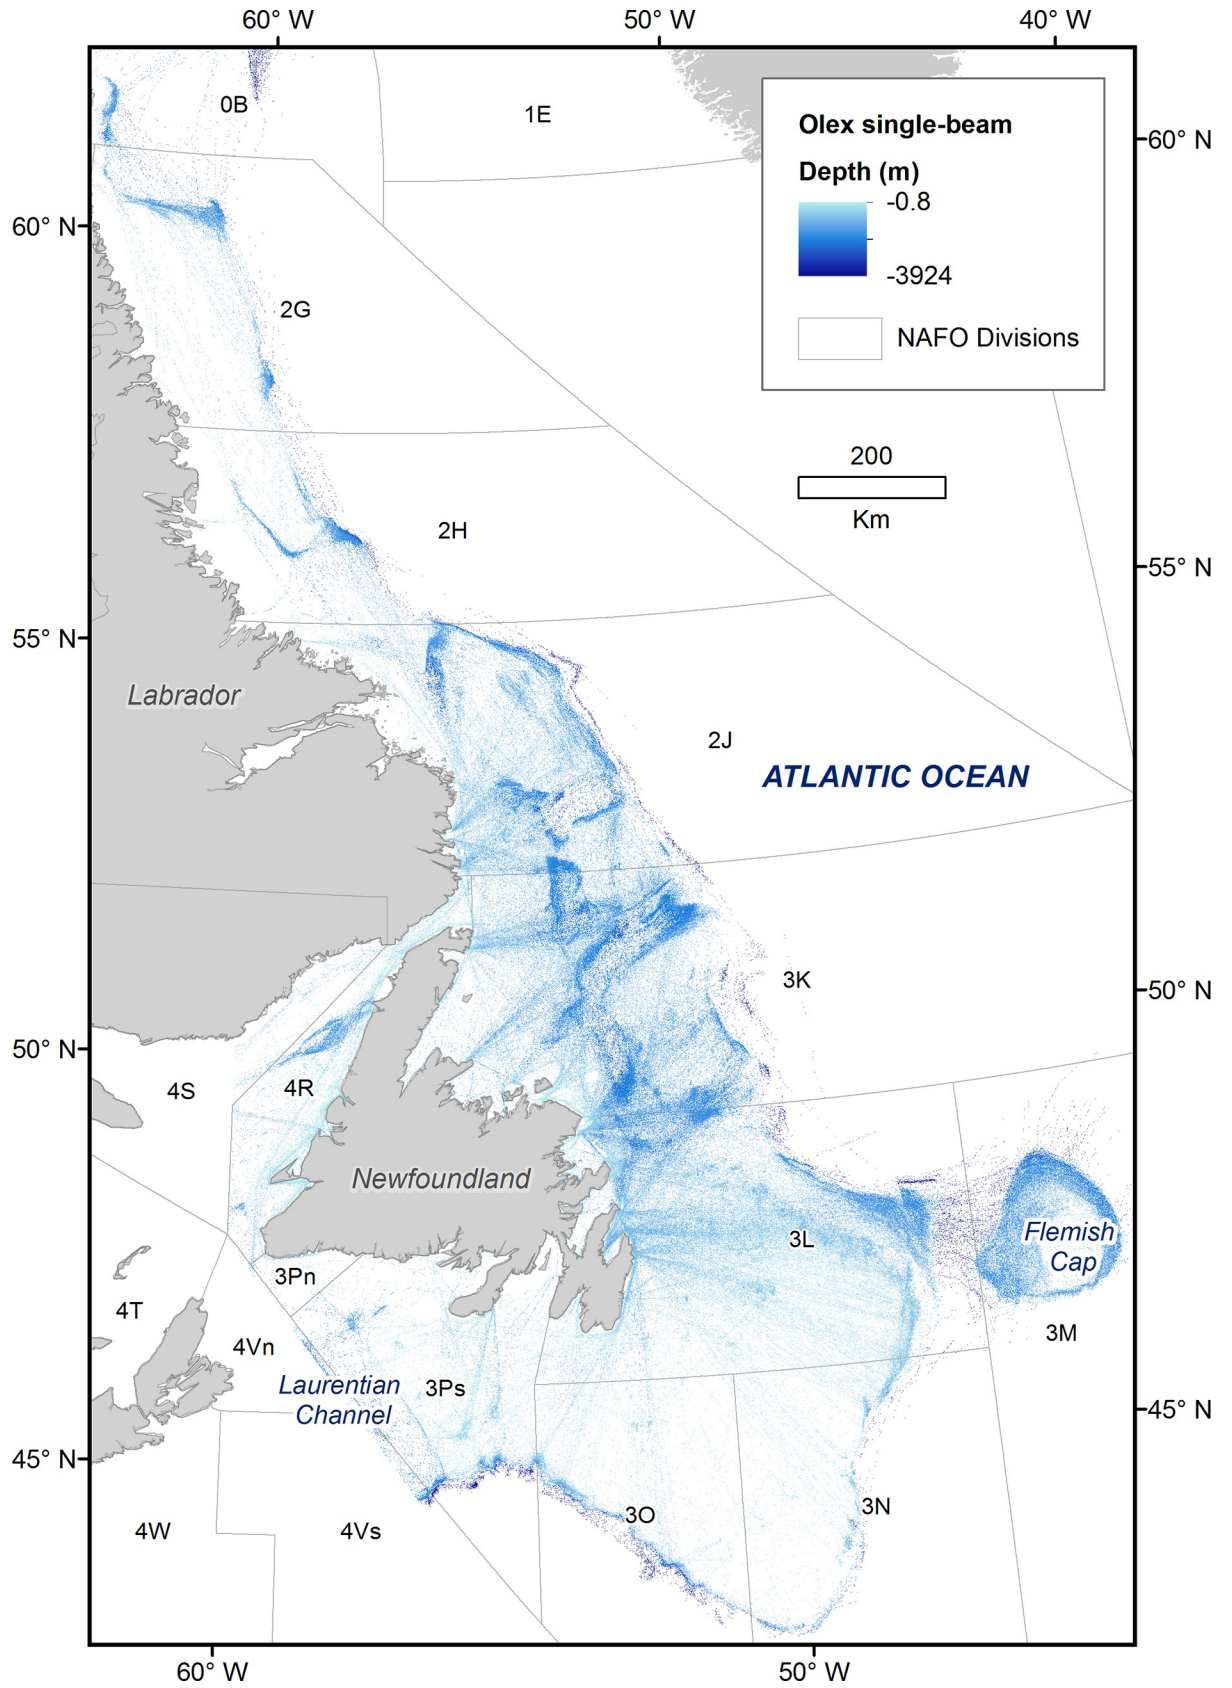 60° W
50° W
40° W
0B
1E
Olex single-beam
Depth (m)
-0.8
-3924
NAFO Divisions
60° N
60° N
2G
200
Km
2H
55° N
55° N
Labrador
2J
ATLANTIC OCEAN
3K
50° N
50° N
4S
4R
Newfoundland
3L
Flemish
Cap
3Pn
4T
3M
4Vn
Laurentian
Channel
3Ps
45° N
45° N
3N
3O
4W
4Vs
60° W
50° W